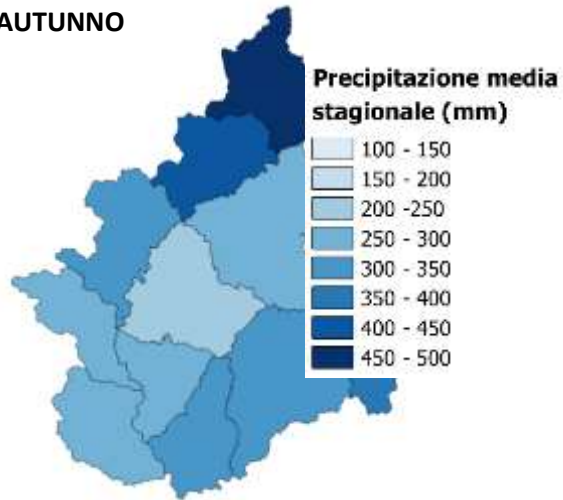 AUTUNNO
Precipitazione media
stagionale (mm)
100 - 150
150 - 200
200 -250
250 - 300
300 - 350
350 - 400
400 - 450
450 - 500